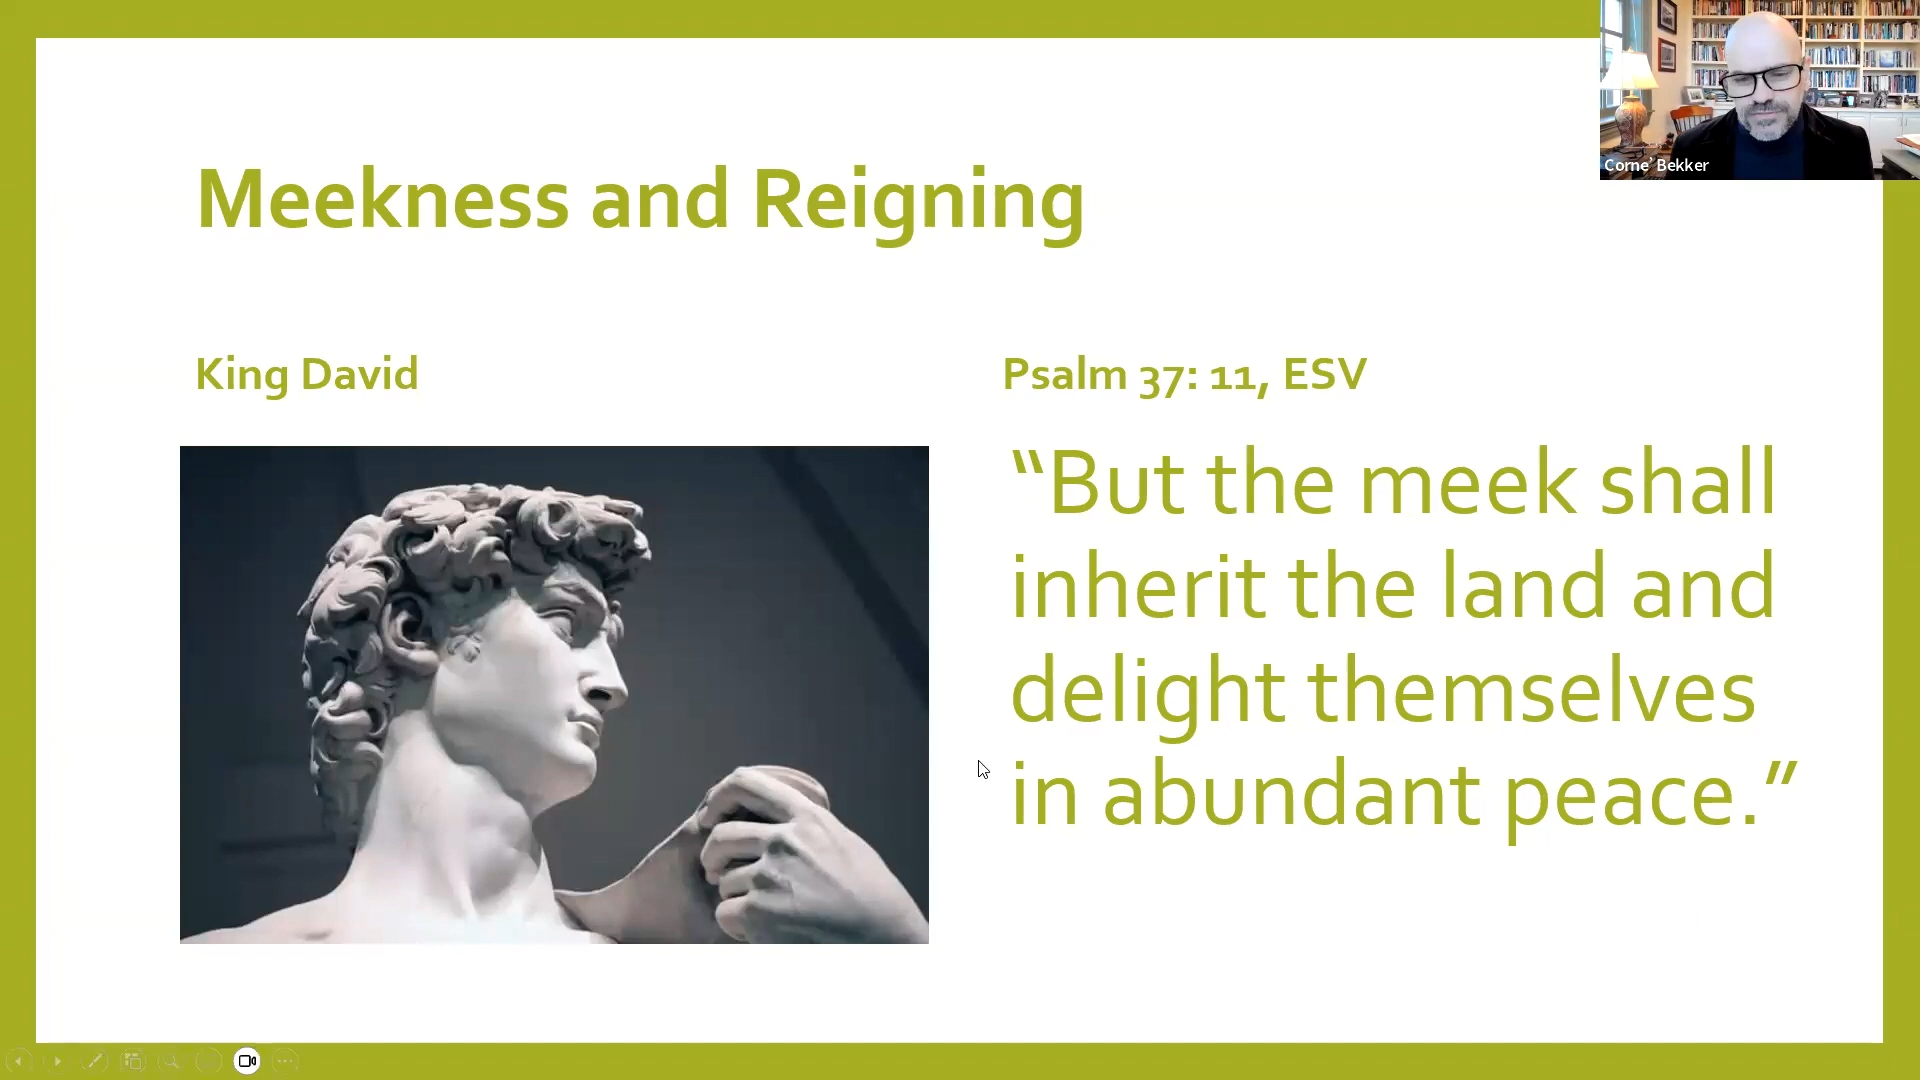 Meekness and Reigning
Corne' Bekker
King David
Psalm 37: 11, ESV
“But the meek shall
inherit the land and
delight themselves
in abundant peace.”